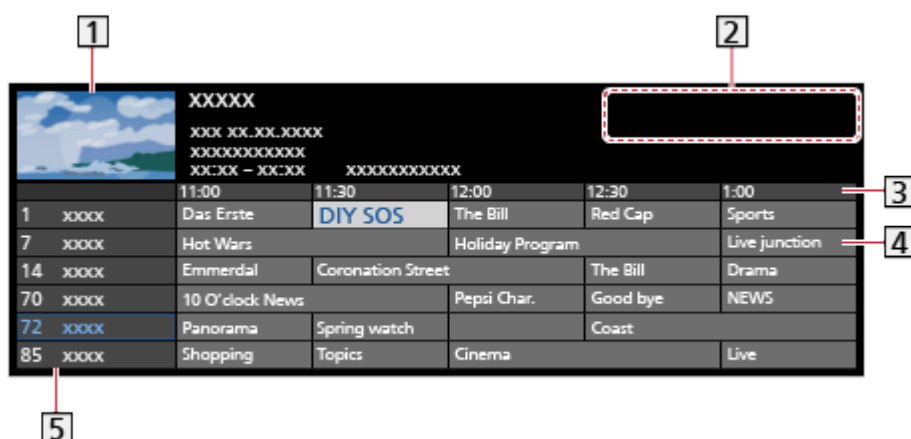 1 2
XXXXX
xxx xx.xx.xxxx
xxxxxxxxxxx
xx:xx – xx:xx xxxxxxxxxxx
11:00 11:30 12:00 12:30 1:00 3
1 xxxx Das Erste DIY SOS The Bill Red Cap Sports
7 xxxx Hot Wars Holiday Program Live junction 4
14 xxxx Emmerdal Coronation Street The Bill Drama
70 xxxx 10 O'clock News Pepsi Char. Good bye NEWS
72 xxxx Panorama Spring watch Coast
85 xxxx Shopping Topics Cinema Live
5